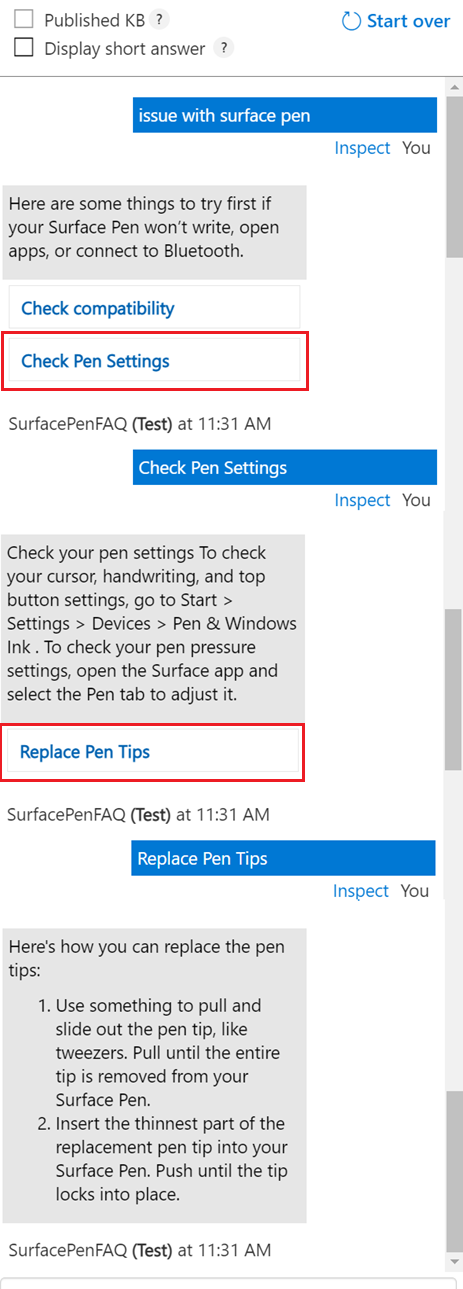 Published KB ?
Start over
Display short answer ?
issue with surface pen
Inspect You
Here are some things to try first if
your Surface Pen won’t write, open
apps, or connect to Bluetooth.
Check compatibility
Check Pen Settings
SurfacePenFAQ (Test) at 11:31 AM
Check Pen Settings
Inspect You
Check your pen settings To check
your cursor, handwriting, and top
button settings, go to Start >
Settings > Devices > Pen & Windows
Ink . To check your pen pressure
settings, open the Surface app and
select the Pen tab to adjust it.
Replace Pen Tips
SurfacePenFAQ (Test) at 11:31 AM
Replace Pen Tips
Inspect You
Here's how you can replace the pen
tips:
1. Use something to pull and
slide out the pen tip, like
tweezers. Pull until the entire
tip is removed from your
Surface Pen.
2. Insert the thinnest part of the
replacement pen tip into your
Surface Pen. Push until the tip
locks into place.
SurfacePenFAQ (Test) at 11:31 AM